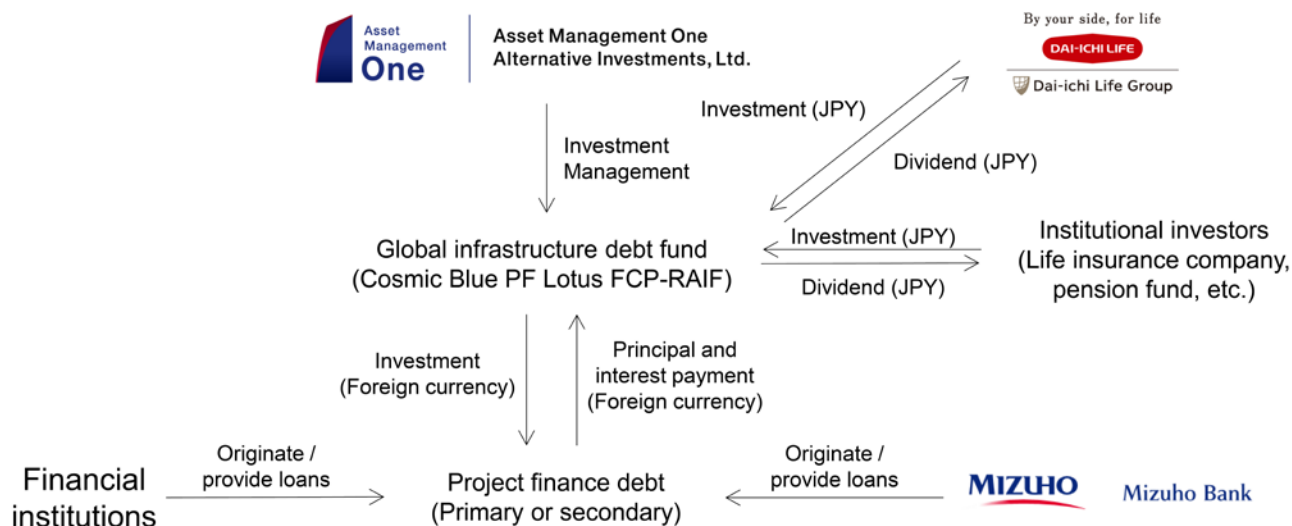 Asset
Management
One
Asset Management One
Alternative Investments, Ltd.
By your side, for life
DAI-ICHI LIFE
Dai-ichi Life Group
Investment (JPY)
Dividend (JPY)
Investment
Management
Global infrastructure debt fund
(Cosmic Blue PF Lotus FCP-RAIF)
Investment (JPY)
Dividend (JPY)
Institutional investors
(Life insurance company,
pension fund, etc.)
Investment
(Foreign currency)
Principal and
interest payment
(Foreign currency)
Financial
institutions
Originate /
provide loans
Project finance debt
(Primary or secondary)
Originate /
provide loans
MIZUHO
Mizuho Bank